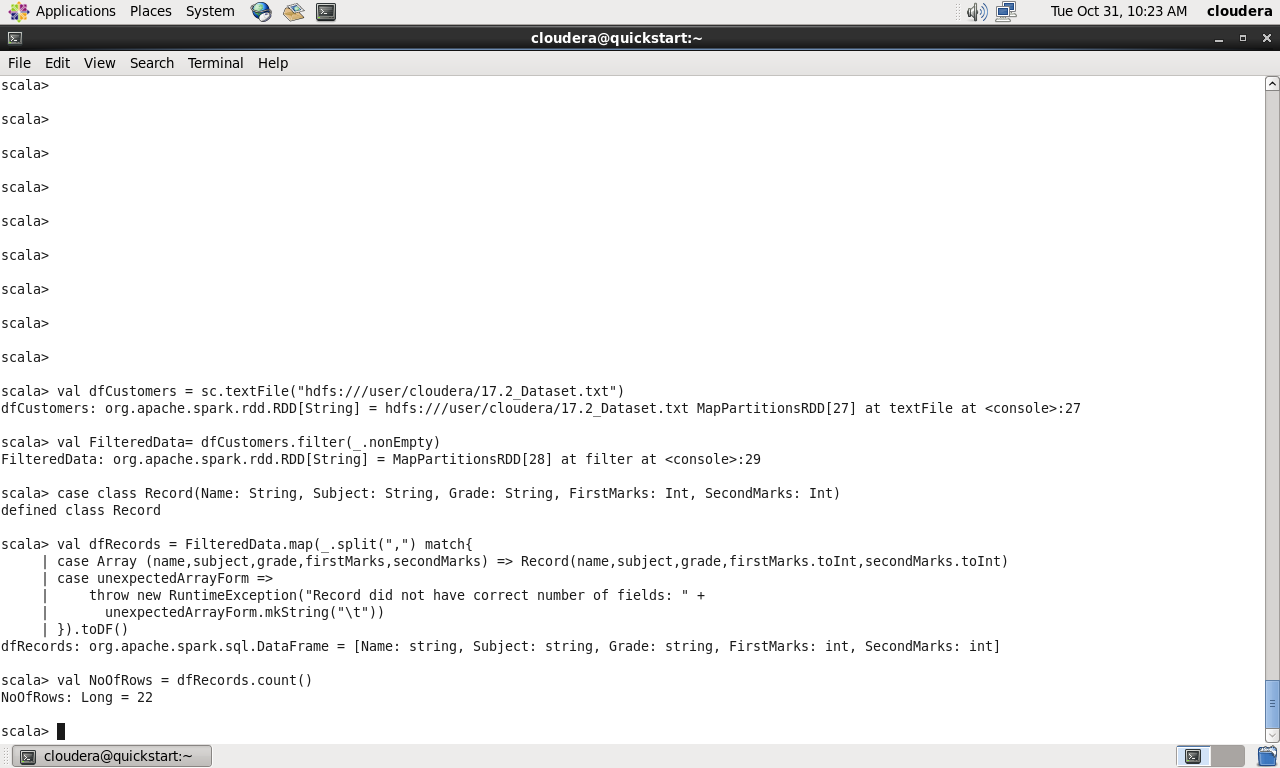 Applications Places System Tue Oct 31, 10:23 AM cloudera
cloudera@quickstart:~
File Edit View Search Terminal Help
scala>
scala>
scala>
scala>
scala>
scala>
scala>
scala>
scala>
scala> val dfCustomers = sc.textFile("hdfs:///user/cloudera/17.2_Dataset.txt")
dfCustomers: org.apache.spark.rdd.RDD[String] = hdfs:///user/cloudera/17.2_Dataset.txt MapPartitionsRDD[27] at textFile at <console>:27
scala> val FilteredData= dfCustomers.filter(_.nonEmpty)
FilteredData: org.apache.spark.rdd.RDD[String] = MapPartitionsRDD[28] at filter at <console>:29
scala> case class Record(Name: String, Subject: String, Grade: String, FirstMarks: Int, SecondMarks: Int)
defined class Record
scala> val dfRecords = FilteredData.map(_.split(",") match{
     | case Array (name,subject,grade,firstMarks,secondMarks) => Record(name,subject,grade,firstMarks.toInt,secondMarks.toInt)
     | case unexpectedArrayForm =>
     |     throw new RuntimeException("Record did not have correct number of fields: " +
     |       unexpectedArrayForm.mkString("\t"))
     | }).toDF()
dfRecords: org.apache.spark.sql.DataFrame = [Name: string, Subject: string, Grade: string, FirstMarks: int, SecondMarks: int]
scala> val NoOfRows = dfRecords.count()
NoOfRows: Long = 22
scala>
cloudera@quickstart:~